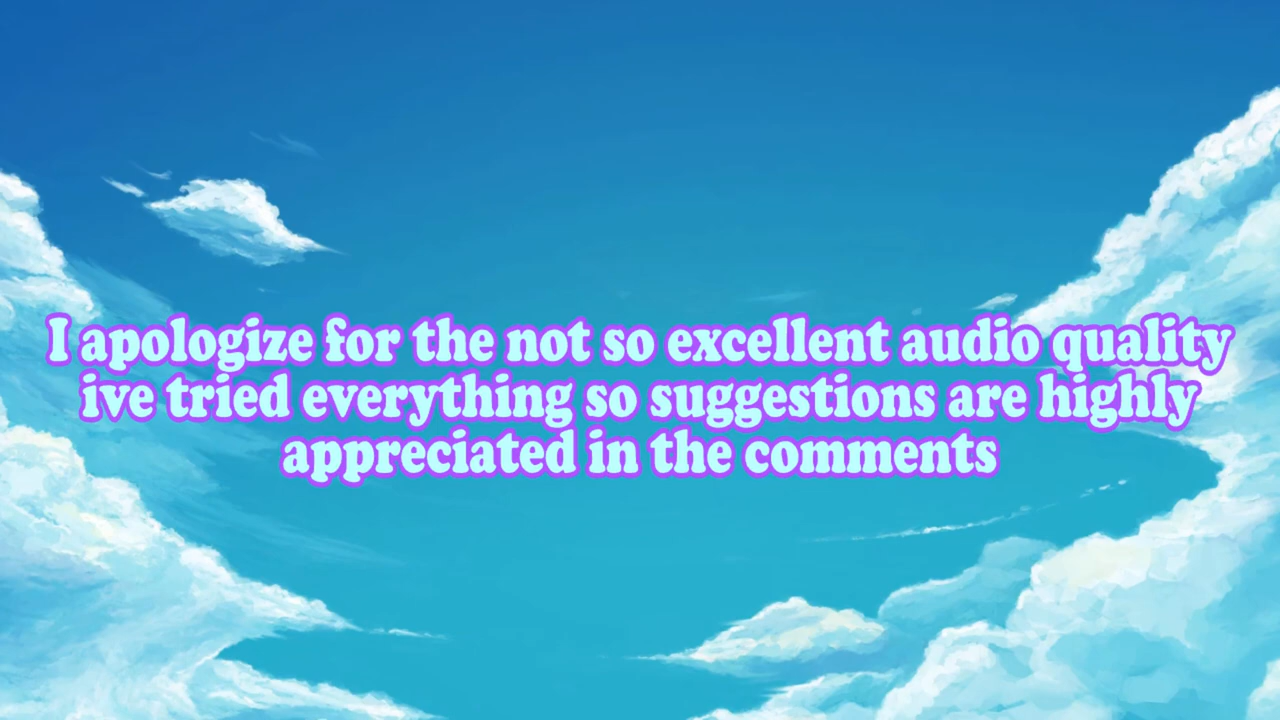 I apologize for the not so excellent audio quality
ive tried everything so suggestions are highly
appreciated in the comments